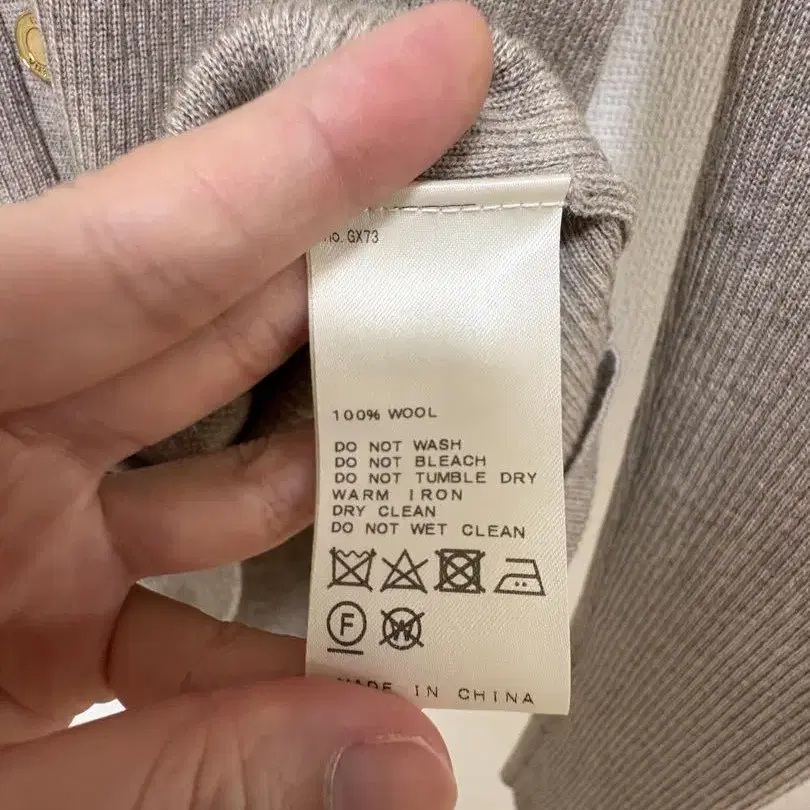 no. GX73
100% WOOL
DO NOT WASH
DO NOT BLEACH
DO NOT TUMBLE DRY
WARM IRON
DRY CLEAN
DO NOT WET CLEAN
F W
MADE IN CHINA